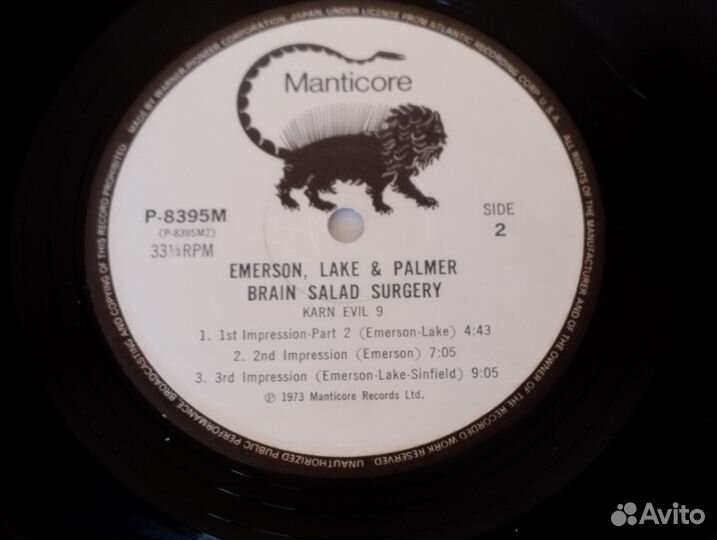 MADE BY WARNER-PIONEER CORPORATION, JAPAN, UNDER LICENSE FROM ATLANTIC RECORDING CORP. U.S.A. ALL RIGHTS OF THE MANUFACTURER AND OF THE OWNER OF THE RECORDED WORK RESERVED. UNAUTHORIZED PUBLIC PERFORMANCE BROADCASTING AND COPYING OF THIS RECORD PROHIBITED.
Manticore
P-8395M
(P-8395M2)
33⅓RPM
SIDE
2
EMERSON, LAKE & PALMER
BRAIN SALAD SURGERY
KARN EVIL 9
1. 1st Impression-Part 2 (Emerson-Lake) 4:43
2. 2nd Impression (Emerson) 7:05
3. 3rd Impression (Emerson-Lake-Sinfield) 9:05
℗ 1973 Manticore Records Ltd.
Avito